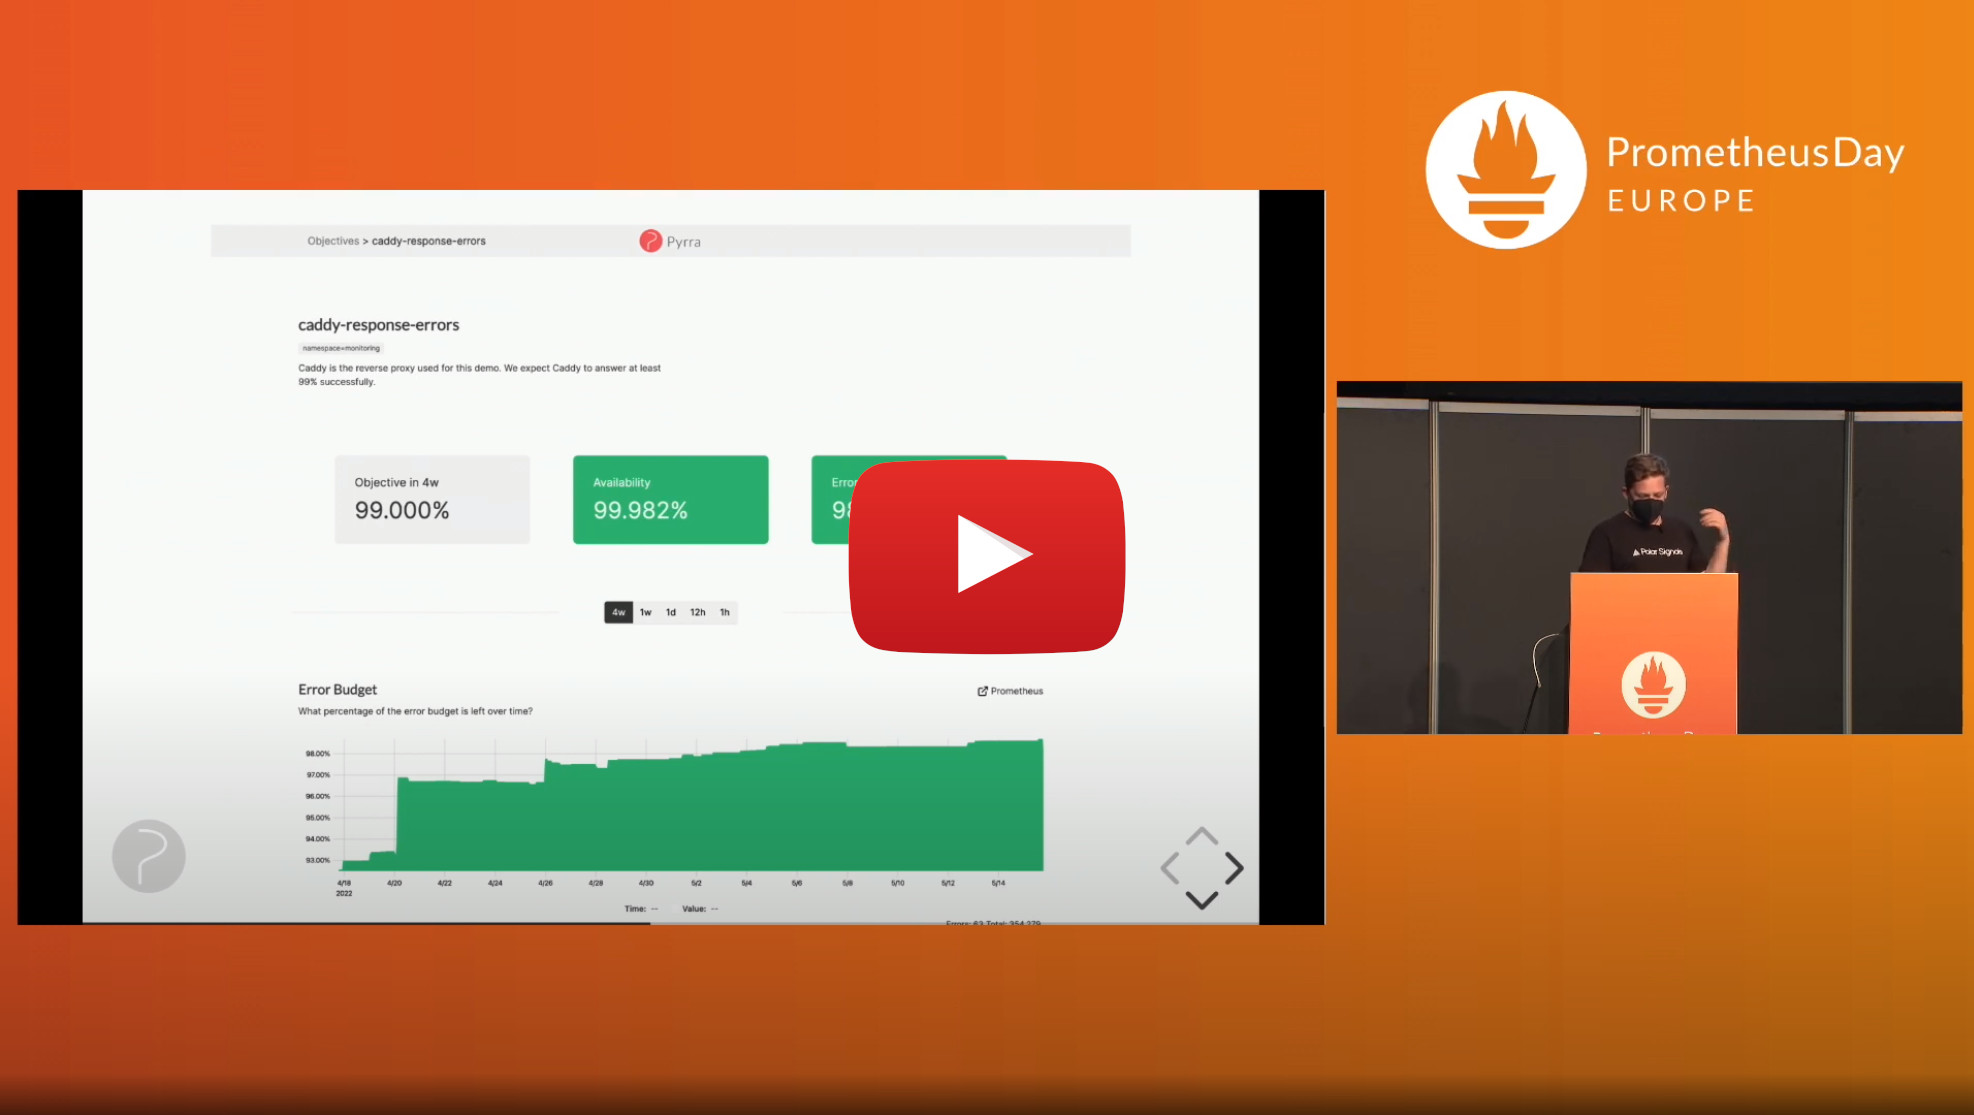 PrometheusDay
EUROPE
Objectives > caddy-response-errors
Pyrra
caddy-response-errors
namespace=monitoring
Caddy is the reverse proxy used for this demo. We expect Caddy to answer at least
99% successfully.
Objective in 4w
99.000%
Availability
99.982%
Error
98
4w 1w 1d 12h 1h
Error Budget
Prometheus
What percentage of the error budget is left over time?
98.00%
97.00%
96.00%
95.00%
94.00%
93.00%
4/18 4/20 4/22 4/24 4/26 4/28 4/30 5/2 5/4 5/6 5/8 5/10 5/12 5/14
2022
Time: -- Value: --
Polar Signals